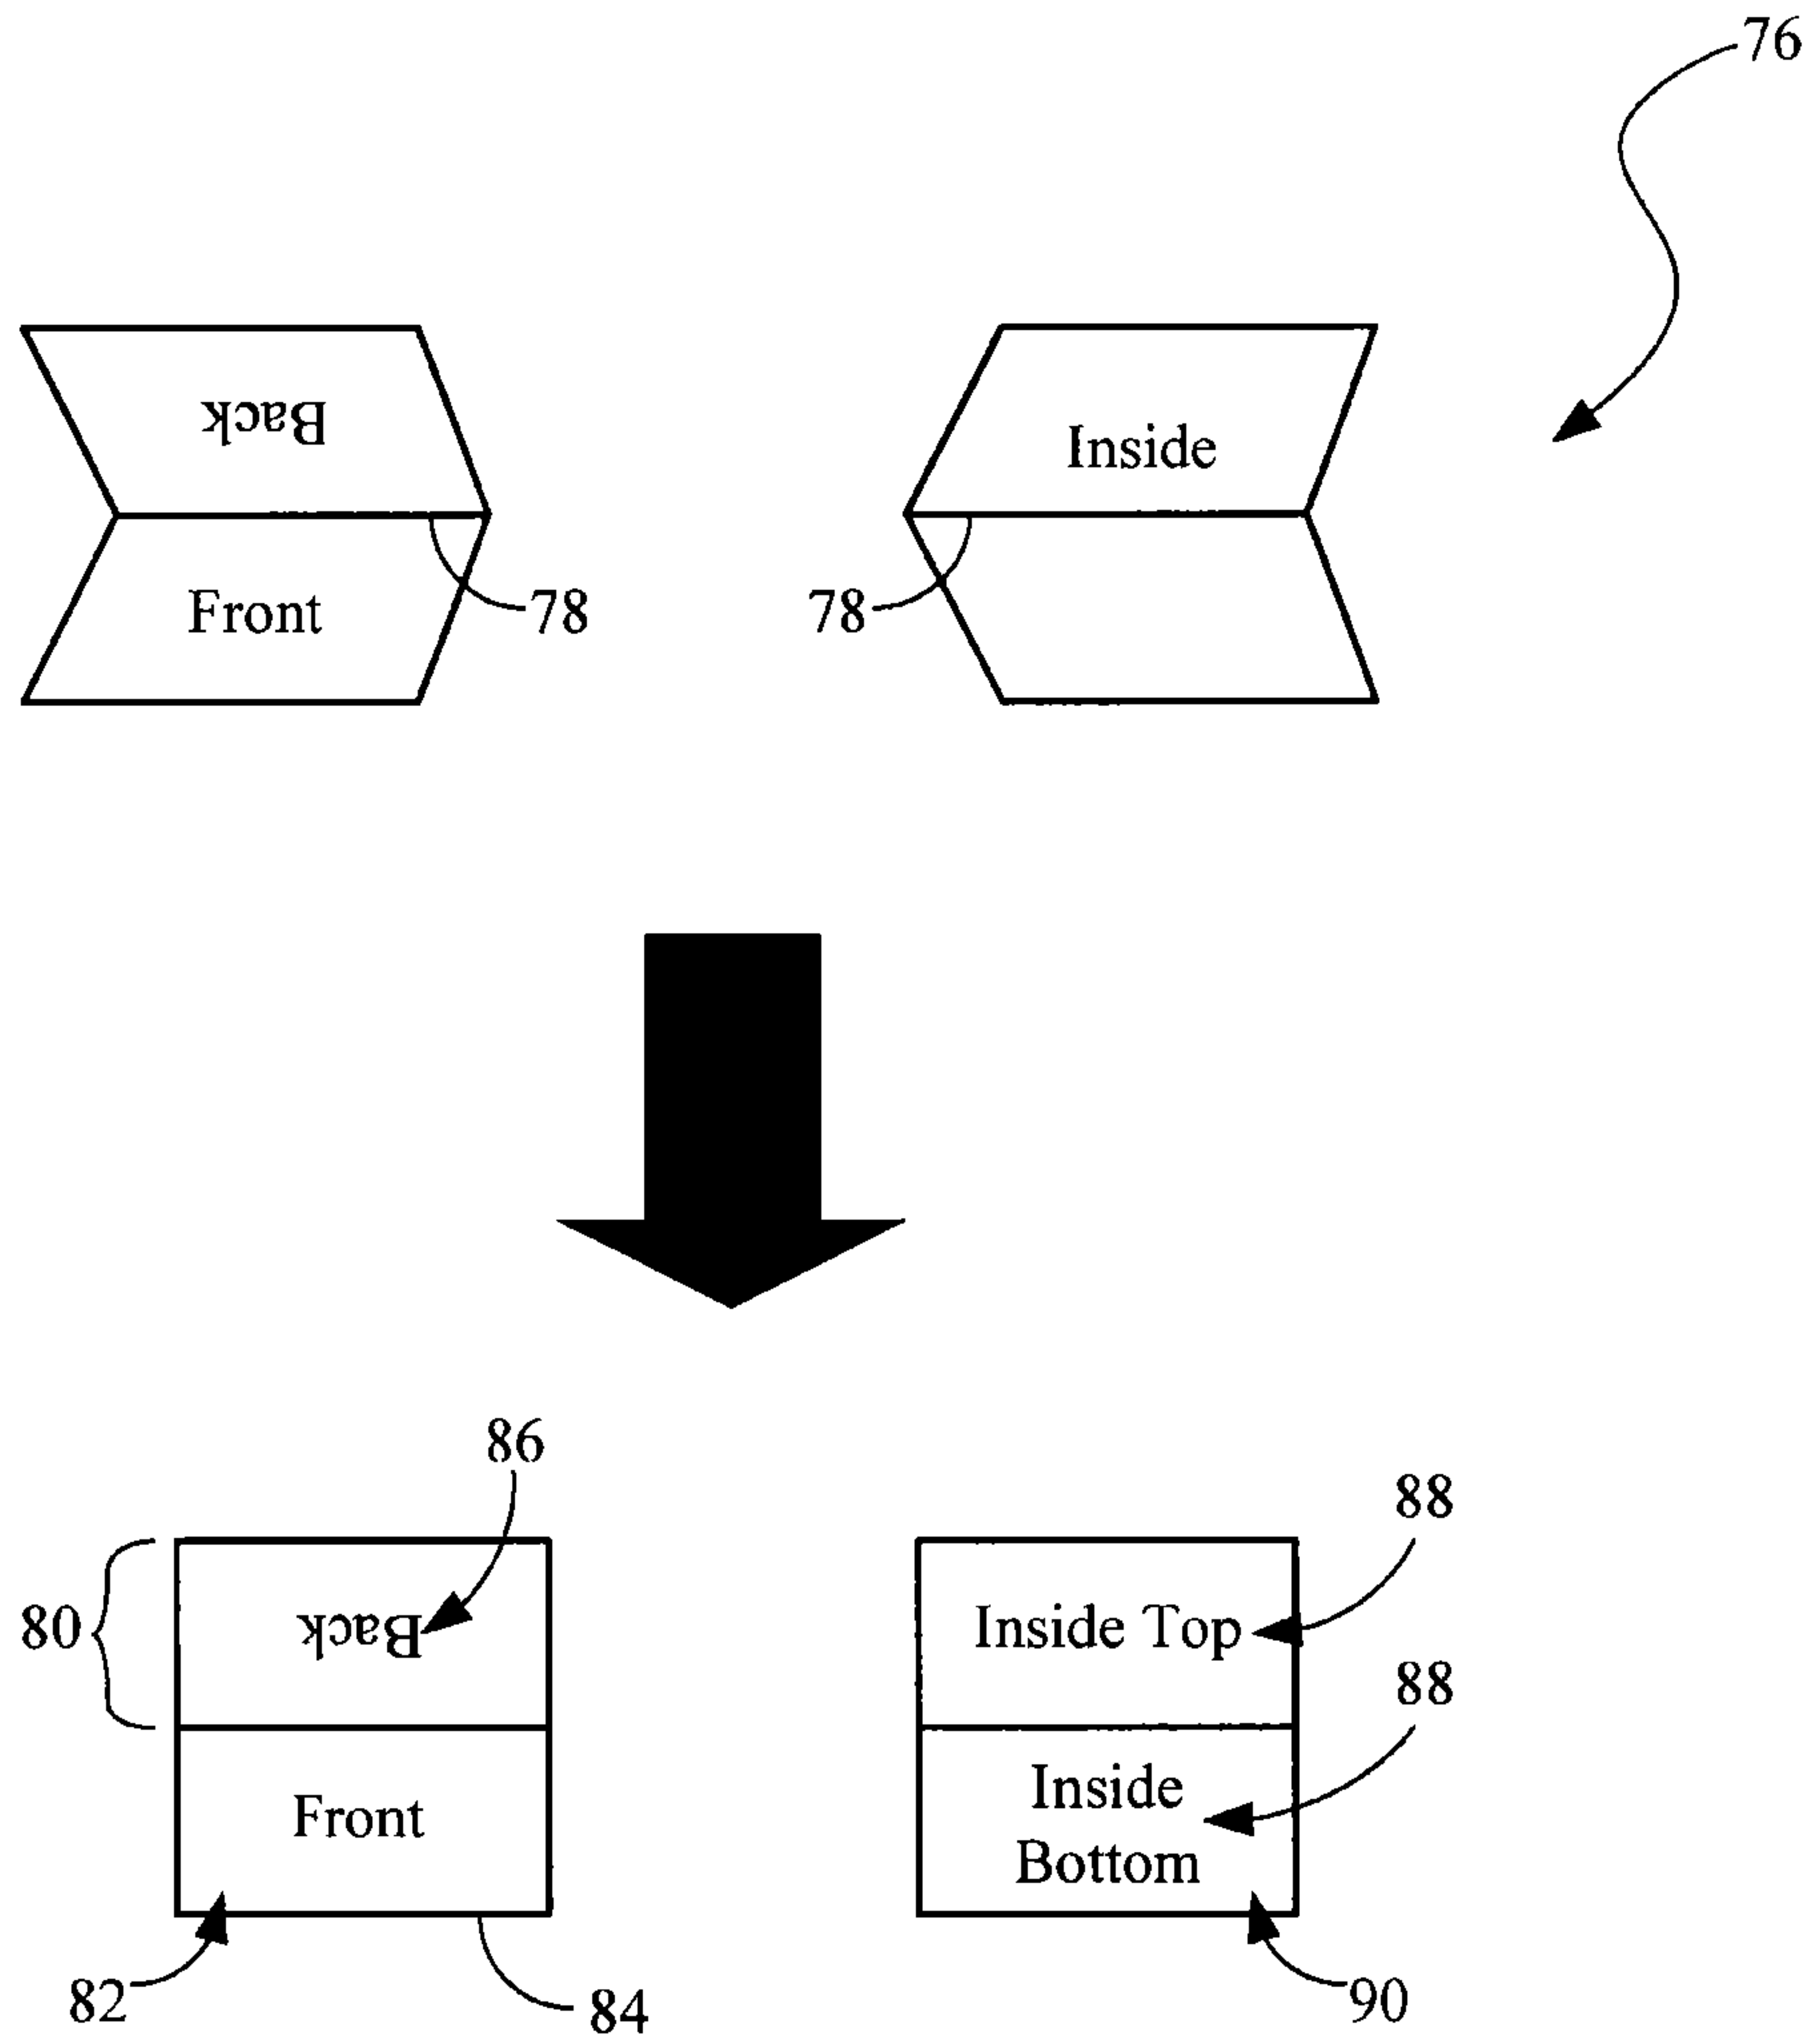 76
Back
Inside
Front
78
78
86
88
80
Back
Inside Top
88
Inside
Front
Bottom
82
84
90